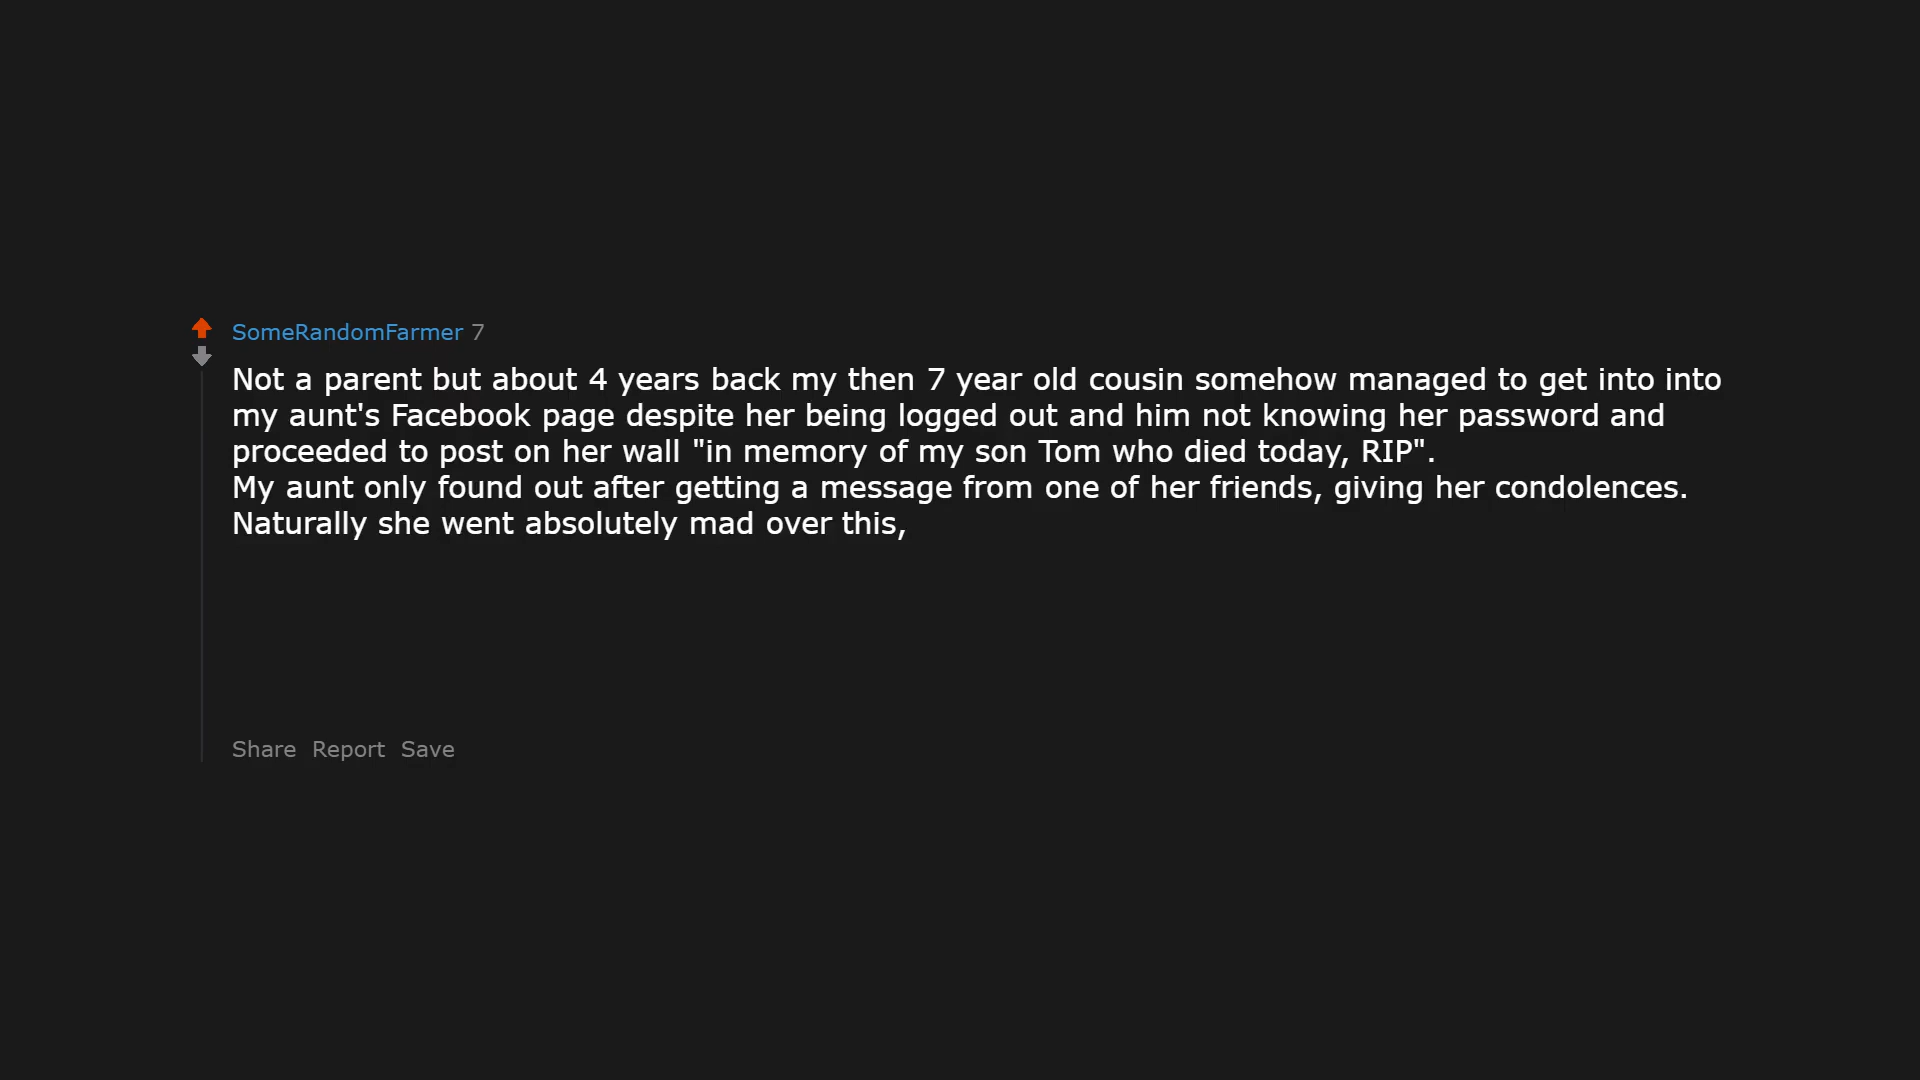 SomeRandomFarmer 7
Not a parent but about 4 years back my then 7 year old cousin somehow managed to get into into
my aunt's Facebook page despite her being logged out and him not knowing her password and
proceeded to post on her wall "in memory of my son Tom who died today, RIP".
My aunt only found out after getting a message from one of her friends, giving her condolences.
Naturally she went absolutely mad over this,
Share Report Save